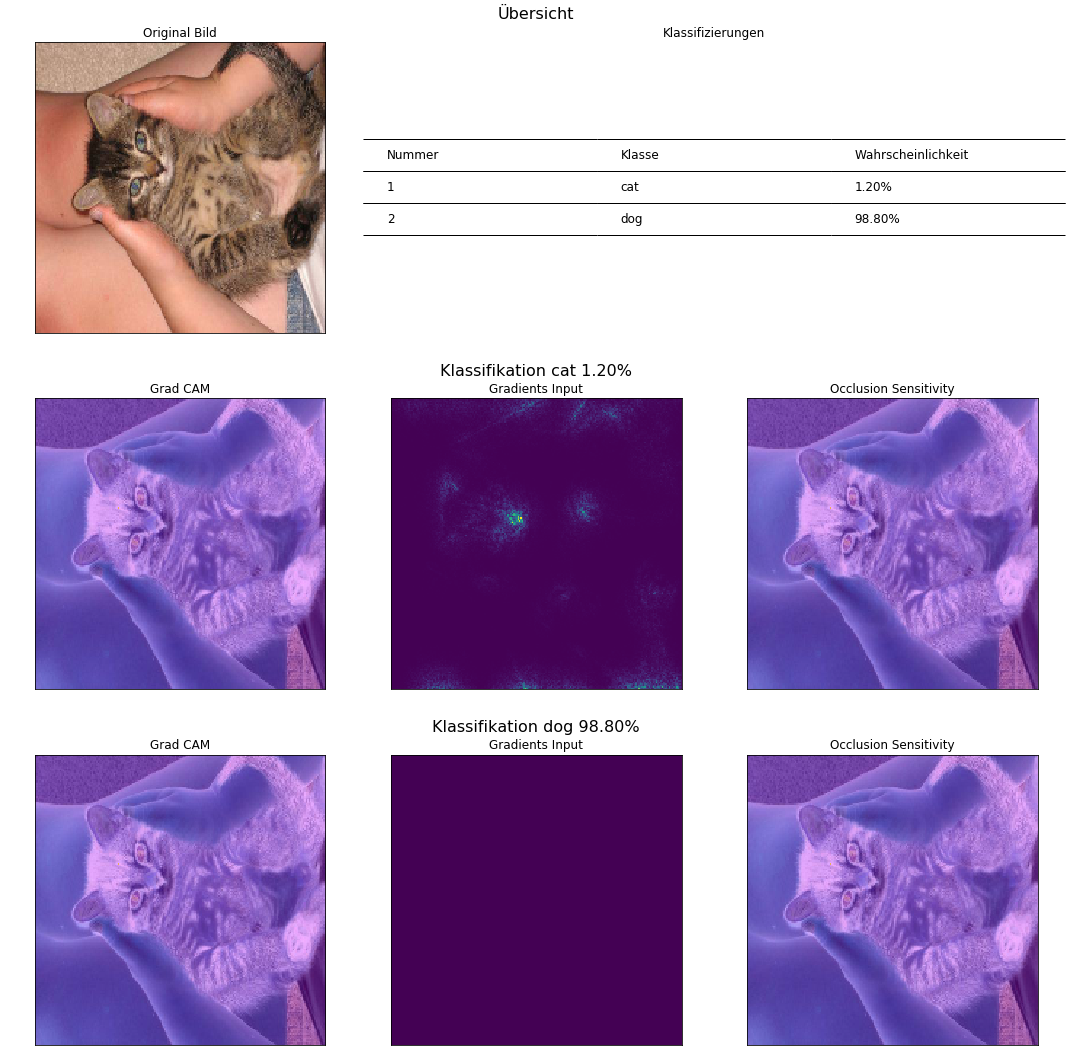 Übersicht
Original Bild
Klassifizierungen
Nummer Klasse Wahrscheinlichkeit
1 cat 1.20%
2 dog 98.80%
Klassifikation cat 1.20%
Grad CAM
Gradients Input
Occlusion Sensitivity
Klassifikation dog 98.80%
Grad CAM
Gradients Input
Occlusion Sensitivity